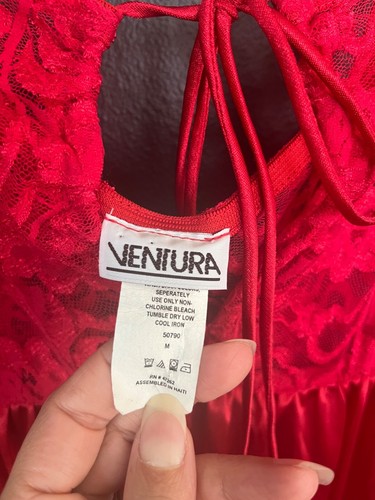 VENTURA
SEPERATELY
USE ONLY NON-
CHLORINE BLEACH
TUMBLE DRY LOW
COOL IRON
50790
M
ASSEMBLED IN HAITI